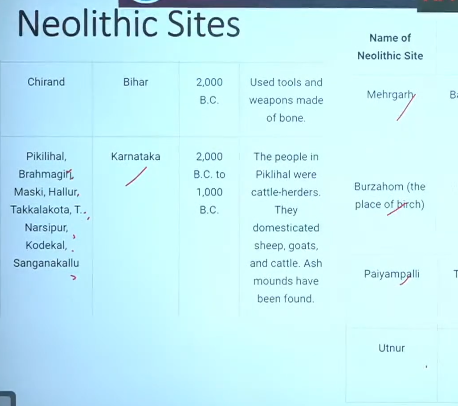 Neolithic Sites
Chirand
Bihar
2,000
B.C.
Used tools and
weapons made
of bone.
Pikilihal,
Brahmagiri,
Maski, Hallur,
Takkalakota, T.
Narsipur,
Kodekal,
Sanganakallu
Karnataka
2,000
B.C. to
1,000
B.C.
The people in
Piklihal were
cattle-herders.
They
domesticated
sheep, goats,
and cattle. Ash
mounds have
been found.
Name of
Neolithic Site
Mehrgarh
Burzahom (the
place of birch)
Paiyampalli
Utnur